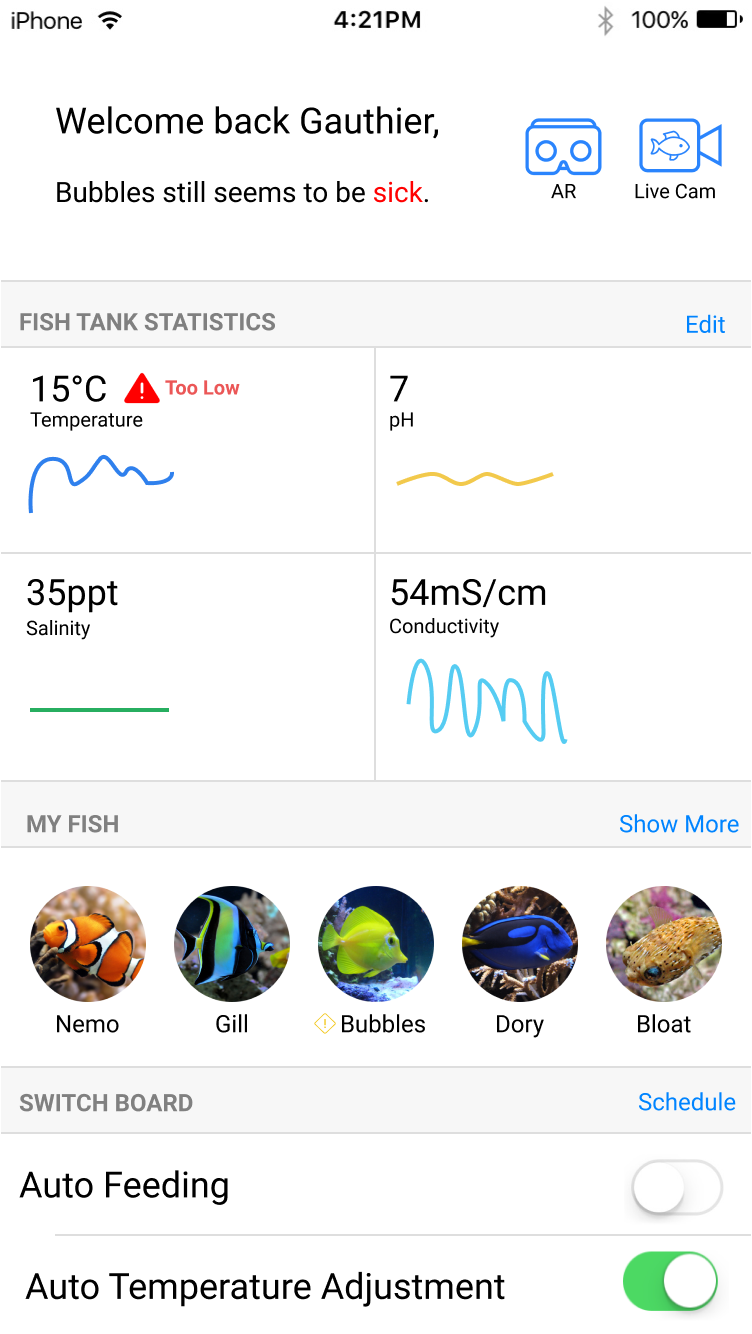 iPhone 4:21PM 100%
Welcome back Gauthier,
Bubbles still seems to be sick.
AR Live Cam
FISH TANK STATISTICS Edit
15°C Too Low
Temperature
7
pH
35ppt
Salinity
54mS/cm
Conductivity
MY FISH Show More
Nemo Gill Bubbles Dory Bloat
SWITCH BOARD Schedule
Auto Feeding
Auto Temperature Adjustment